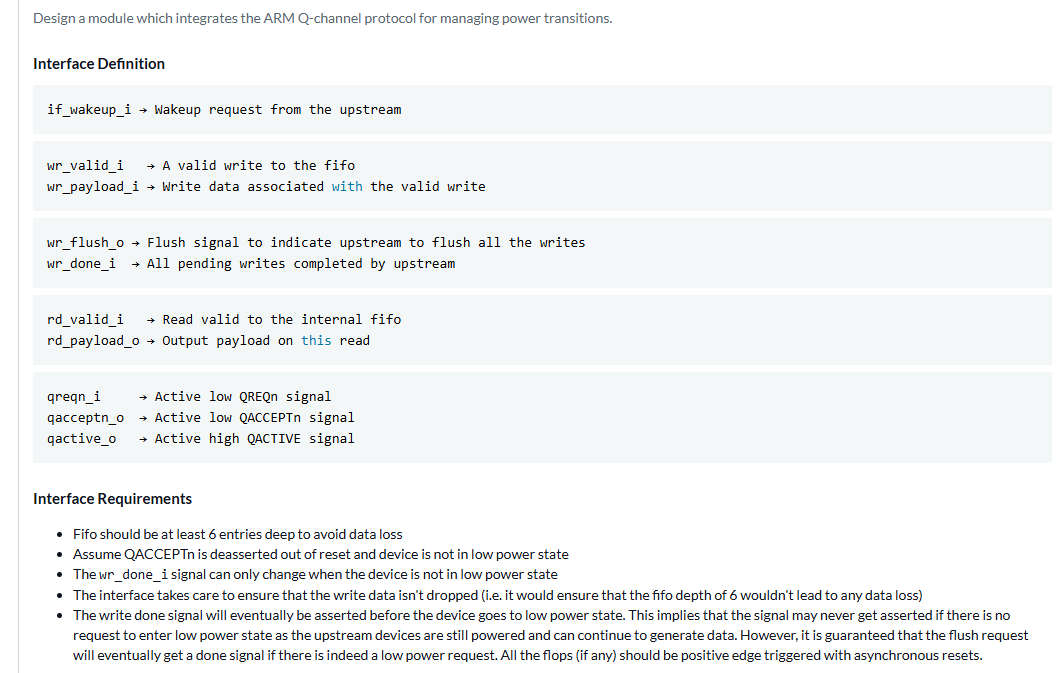 Design a module which integrates the ARM Q-channel protocol for managing power transitions.
Interface Definition
if_wakeup_i → Wakeup request from the upstream
wr_valid_i → A valid write to the fifo
wr_payload_i → Write data associated with the valid write
wr_flush_o → Flush signal to indicate upstream to flush all the writes
wr_done_i → All pending writes completed by upstream
rd_valid_i → Read valid to the internal fifo
rd_payload_o → Output payload on this read
qreqn_i → Active low QREQn signal
qacceptn_o → Active low QACCEPTn signal
qactive_o → Active high QACTIVE signal
Interface Requirements
• Fifo should be at least 6 entries deep to avoid data loss
• Assume QACCEPTn is deasserted out of reset and device is not in low power state
• The wr_done_i signal can only change when the device is not in low power state
• The interface takes care to ensure that the write data isn't dropped (i.e. it would ensure that the fifo depth of 6 wouldn't lead to any data loss)
• The write done signal will eventually be asserted before the device goes to low power state. This implies that the signal may never get asserted if there is no
request to enter low power state as the upstream devices are still powered and can continue to generate data. However, it is guaranteed that the flush request
will eventually get a done signal if there is indeed a low power request. All the flops (if any) should be positive edge triggered with asynchronous resets.